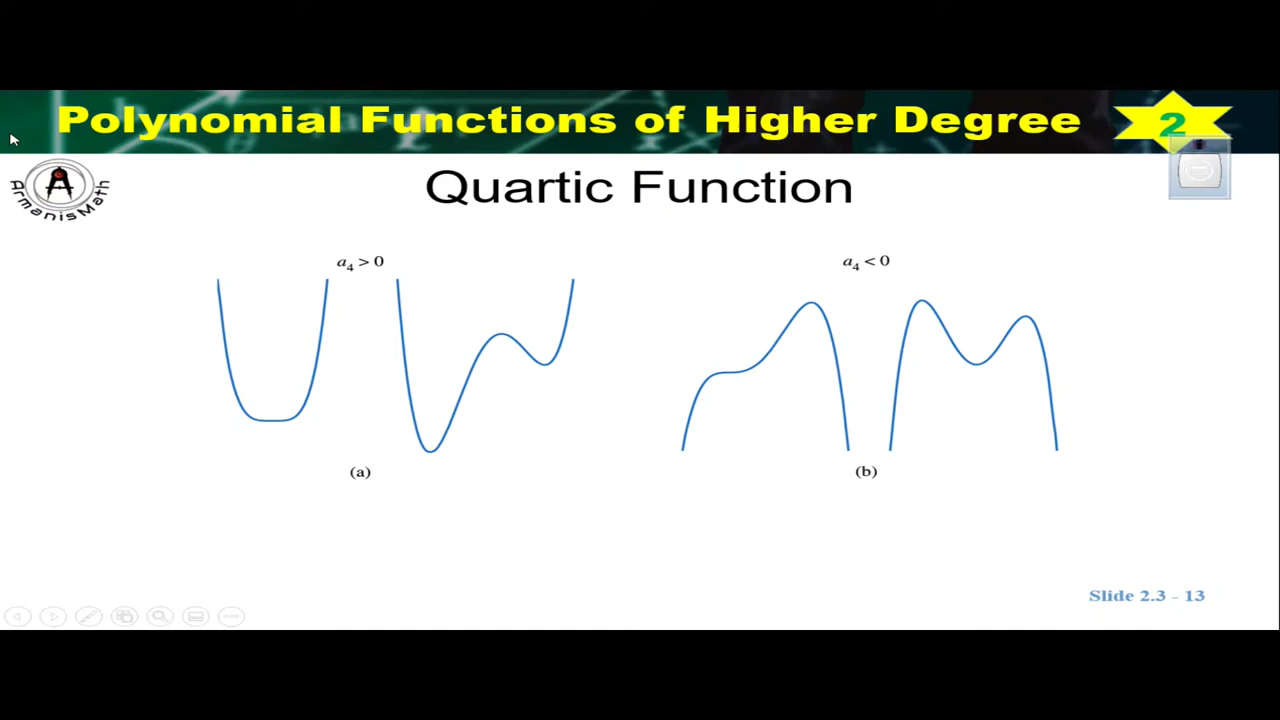 Polynomial Functions of Higher Degree
2
ArmanisMath
Quartic Function
a₄ > 0
a₄ < 0
(a)
(b)
Slide 2.3 - 13